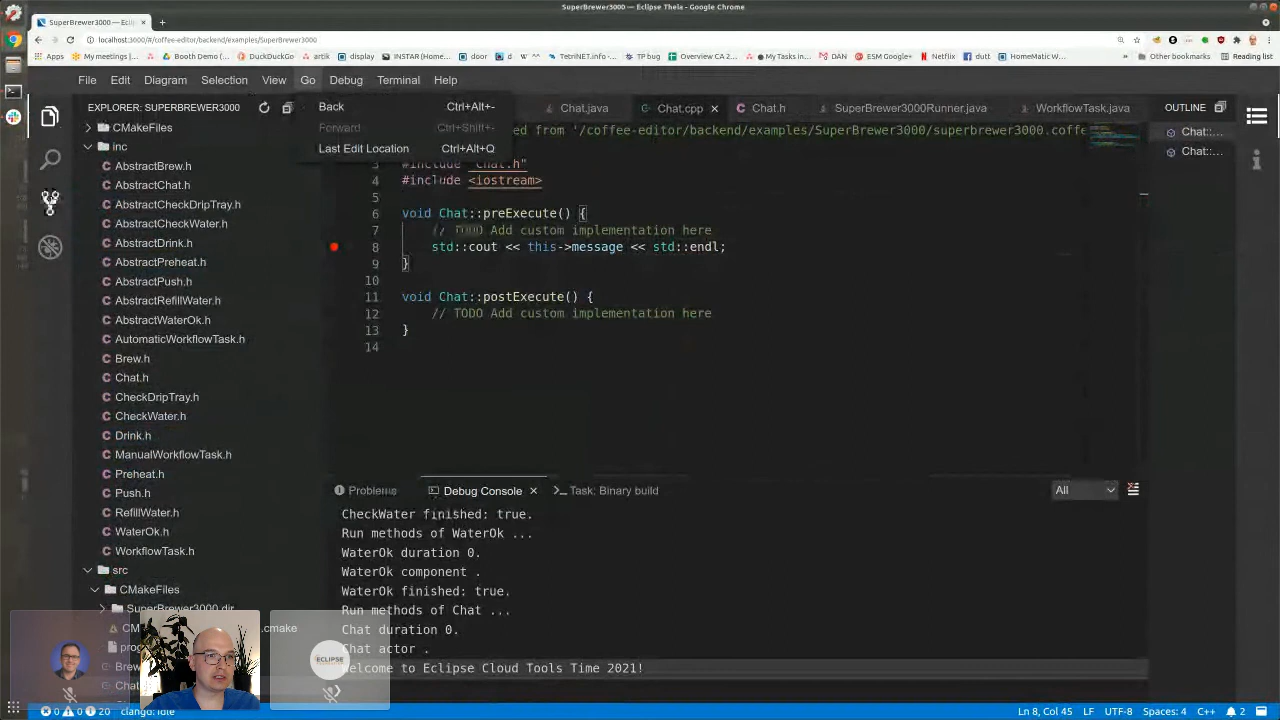 SuperBrewer3000 — Eclipse Theia - Google Chrome
SuperBrewer3000 — Ecli
localhost:3000/#/coffee-editor/backend/examples/SuperBrewer3000
Apps
My meetings |...
Booth Demo (...
DuckDuckGo
artik
display
INSTAR (Home...
door
d
w ^^
TetriNET.com
TP bug
Overview CA 2...
My Tasks in...
DAN
ESM Google+
Netflix
dutt
HomeMatic W...
Reading list
File Edit Diagram Selection View Go Debug Terminal Help
EXPLORER: SUPERBREWER3000
Back Ctrl+Alt+-
Forward Ctrl+Shift+-
Last Edit Location Ctrl+Alt+Q
Chat.java
Chat.cpp
Chat.h
SuperBrewer3000Runner.java
WorkflowTask.java
OUTLINE
Chat::...
Chat::...
CMakeFiles
inc
AbstractBrew.h
AbstractChat.h
AbstractCheckDripTray.h
AbstractCheckWater.h
AbstractDrink.h
AbstractPreheat.h
AbstractPush.h
AbstractRefillWater.h
AbstractWaterOk.h
AutomaticWorkflowTask.h
Brew.h
Chat.h
CheckDripTray.h
CheckWater.h
Drink.h
ManualWorkflowTask.h
Preheat.h
Push.h
RefillWater.h
WaterOk.h
WorkflowTask.h
src
CMakeFiles
SuperBrewer3000.dir
CM
.cmake
Brew
ed from '/coffee-editor/backend/examples/SuperBrewer3000/superbrewer3000.coffe
3 #include "Chat.h"
4 #include <iostream>
5
6 void Chat::preExecute() {
7 // TODO Add custom implementation here
8 std::cout << this->message << std::endl;
9 }
10
11 void Chat::postExecute() {
12 // TODO Add custom implementation here
13 }
14
Problems
Debug Console
Task: Binary build
All
CheckWater finished: true.
Run methods of WaterOk ...
WaterOk duration 0.
WaterOk component .
WaterOk finished: true.
Run methods of Chat ...
Chat duration 0.
Chat actor .
Welcome to Eclipse Cloud Tools Time 2021!
ECLIPSE
0 0 20 clangd: idle
Ln 8, Col 45 LF UTF-8 Spaces: 4 C++ 2